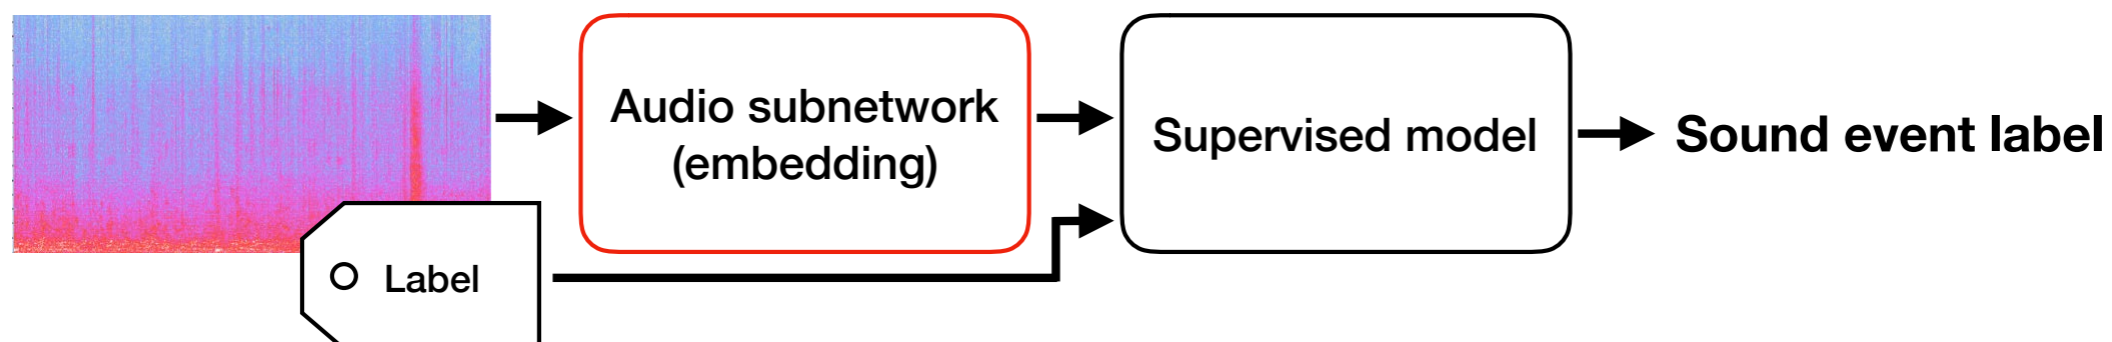 Audio subnetwork
(embedding)
Supervised model
Sound event label
Label